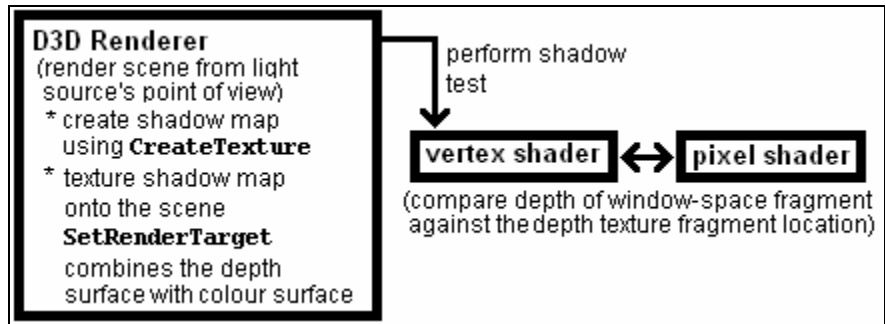 D3D Renderer
(render scene from light
source's point of view)
* create shadow map
using CreateTexture
* texture shadow map
onto the scene
SetRenderTarget
combines the depth
surface with colour surface
perform shadow
test
vertex shader
pixel shader
(compare depth of window-space fragment
against the depth texture fragment location)